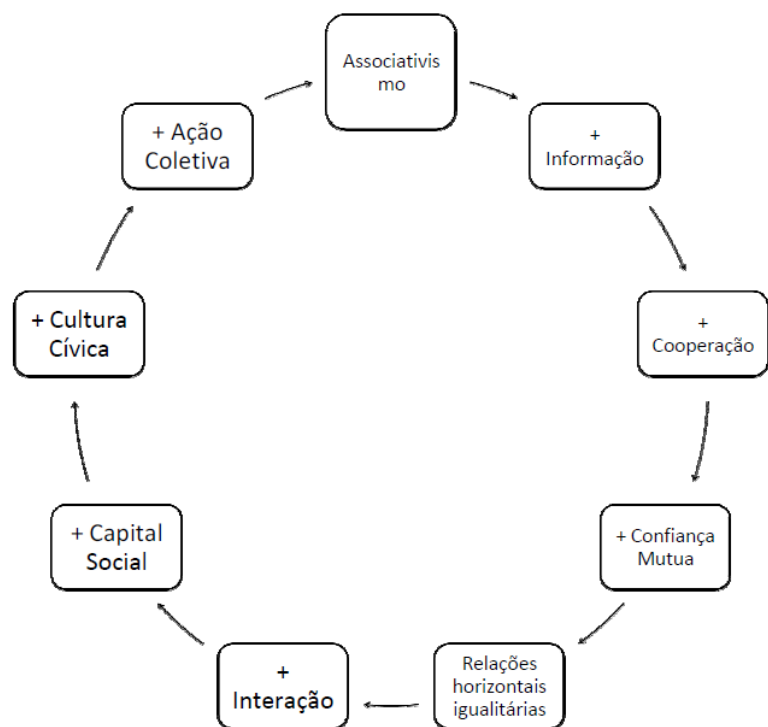 Associativis
mo
+
Informação
+
Cooperação
+ Confiança
Mutua
Relações
horizontais
igualitárias
+
Interação
+ Capital
Social
+ Cultura
Cívica
+ Ação
Coletiva